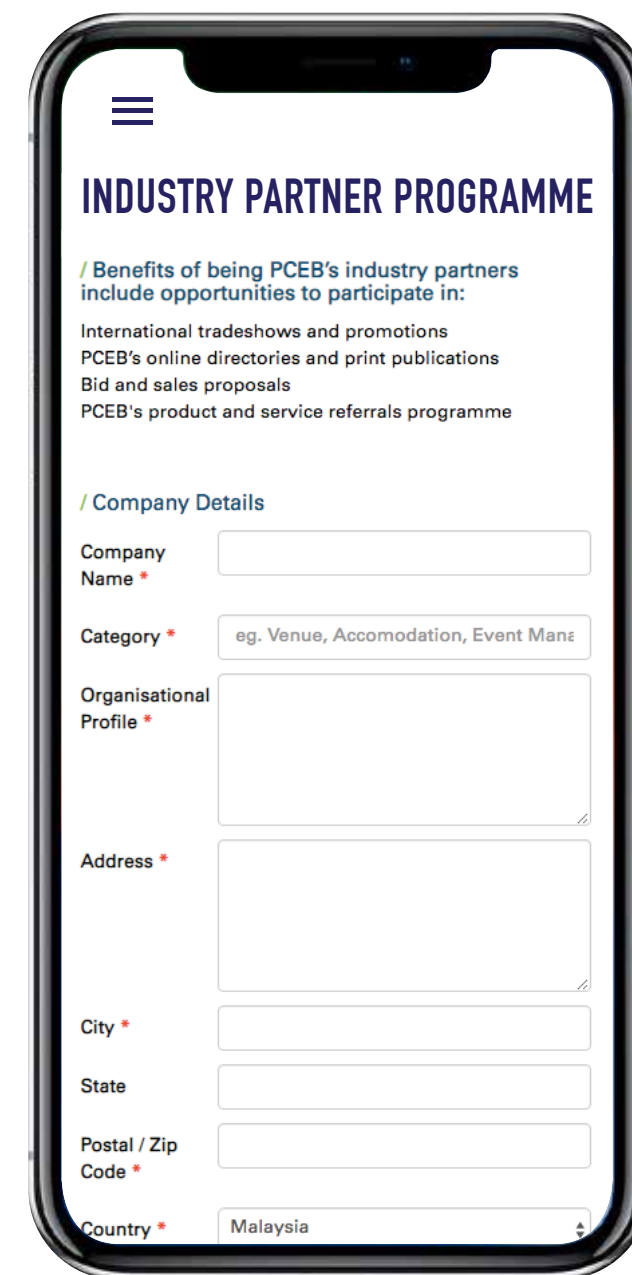 INDUSTRY PARTNER PROGRAMME
/ Benefits of being PCEB’s industry partners
include opportunities to participate in:
International tradeshows and promotions
PCEB’s online directories and print publications
Bid and sales proposals
PCEB's product and service referrals programme
/ Company Details
Company
Name *
Category *
eg. Venue, Accomodation, Event Mana
Organisational
Profile *
Address *
City *
State
Postal / Zip
Code *
Country *
Malaysia